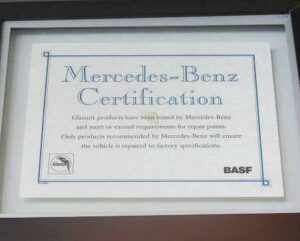 Mercedes-Benz
Certification
Glasurit products have been tested by Mercedes-Benz
and meet or exceed requirements for repair paints.
Only products recommended by Mercedes-Benz will ensure
the vehicle is repaired to factory specifications.
BASF